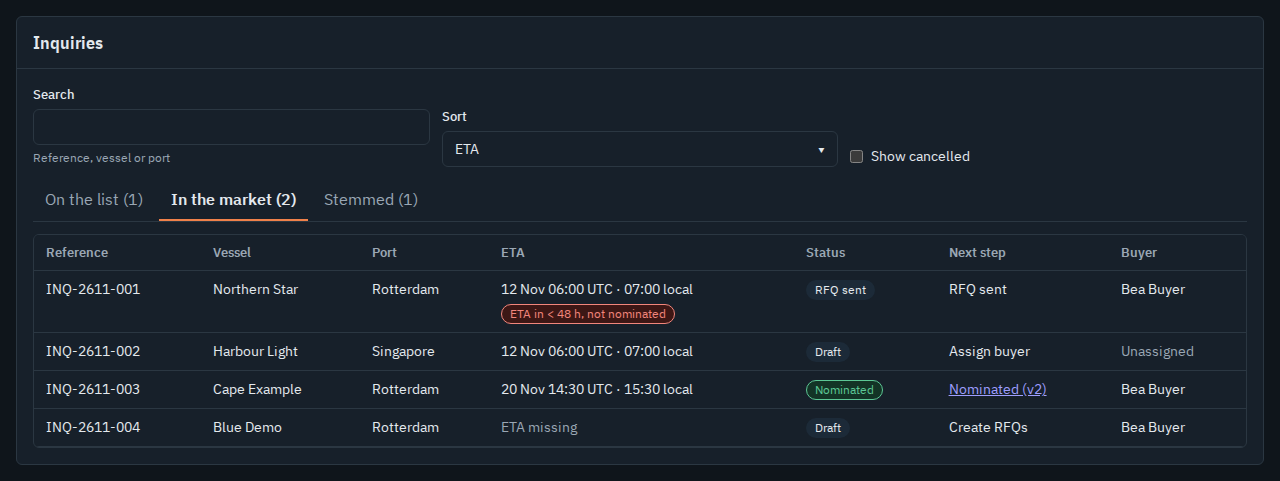 Inquiries
Search
Sort
ETA
Reference, vessel or port
Show cancelled
On the list (1) In the market (2) Stemmed (1)
Reference Vessel Port ETA Status Next step Buyer
INQ-2611-001 Northern Star Rotterdam 12 Nov 06:00 UTC · 07:00 local RFQ sent RFQ sent Bea Buyer
ETA in < 48 h, not nominated
INQ-2611-002 Harbour Light Singapore 12 Nov 06:00 UTC · 07:00 local Draft Assign buyer Unassigned
INQ-2611-003 Cape Example Rotterdam 20 Nov 14:30 UTC · 15:30 local Nominated Nominated (v2) Bea Buyer
INQ-2611-004 Blue Demo Rotterdam ETA missing Draft Create RFQs Bea Buyer